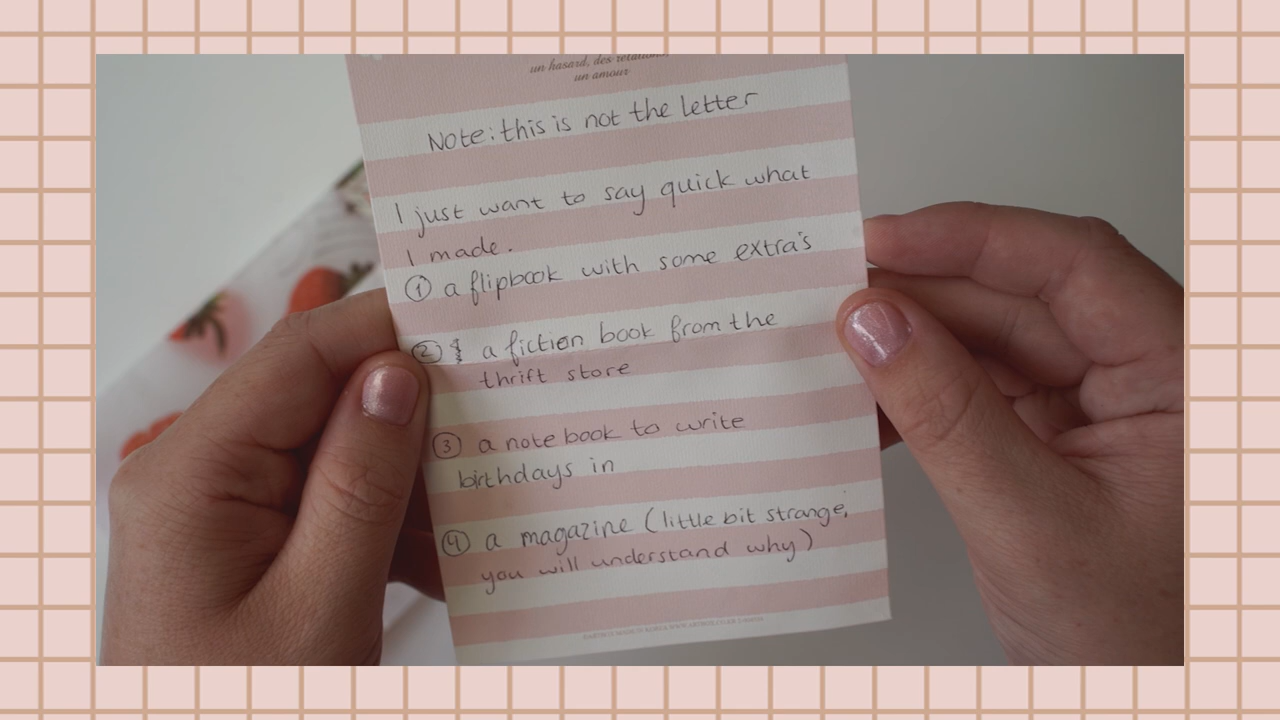 un hasard, des relations,
un amour
Note: this is not the letter
I just want to say quick what
I made.
① a flipbook with some extra's
② a fiction book from the
thrift store
③ a notebook to write
birthdays in
④ a magazine (little bit strange,
you will understand why)